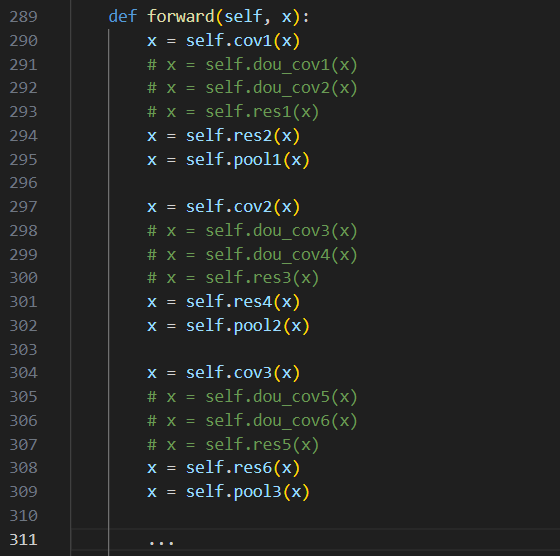 289 def forward(self, x):
290 x = self.cov1(x)
291 # x = self.dou_cov1(x)
292 # x = self.dou_cov2(x)
293 # x = self.res1(x)
294 x = self.res2(x)
295 x = self.pool1(x)
296
297 x = self.cov2(x)
298 # x = self.dou_cov3(x)
299 # x = self.dou_cov4(x)
300 # x = self.res3(x)
301 x = self.res4(x)
302 x = self.pool2(x)
303
304 x = self.cov3(x)
305 # x = self.dou_cov5(x)
306 # x = self.dou_cov6(x)
307 # x = self.res5(x)
308 x = self.res6(x)
309 x = self.pool3(x)
310
311 ...